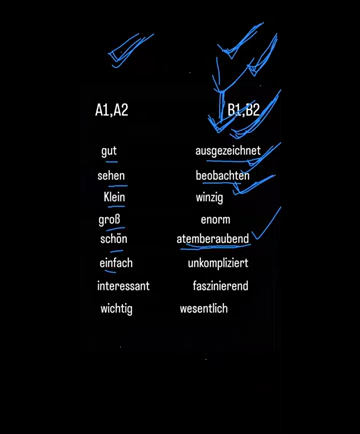 A1,A2 B1,B2
gut ausgezeichnet
sehen beobachten
Klein winzig
groß enorm
schön atemberaubend
einfach unkompliziert
interessant faszinierend
wichtig wesentlich